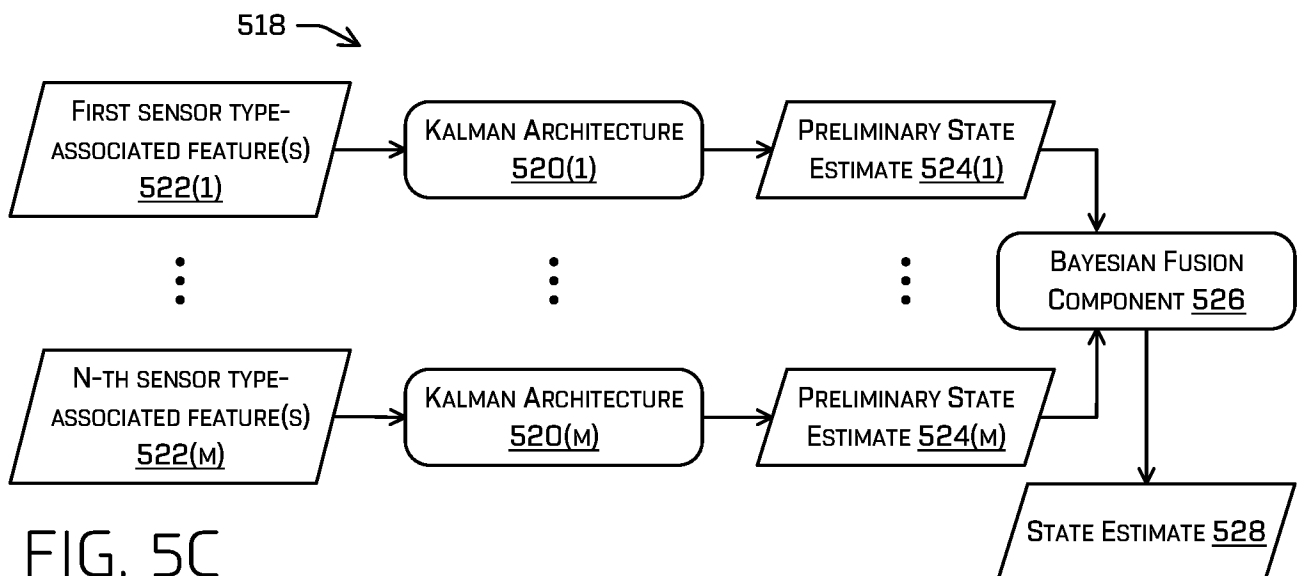 518
First sensor type-
associated feature(s)
522(1)
Kalman Architecture
520(1)
Preliminary State
Estimate 524(1)
Bayesian Fusion
Component 526
N-th sensor type-
associated feature(s)
522(m)
Kalman Architecture
520(m)
Preliminary State
Estimate 524(m)
State Estimate 528
FIG. 5C